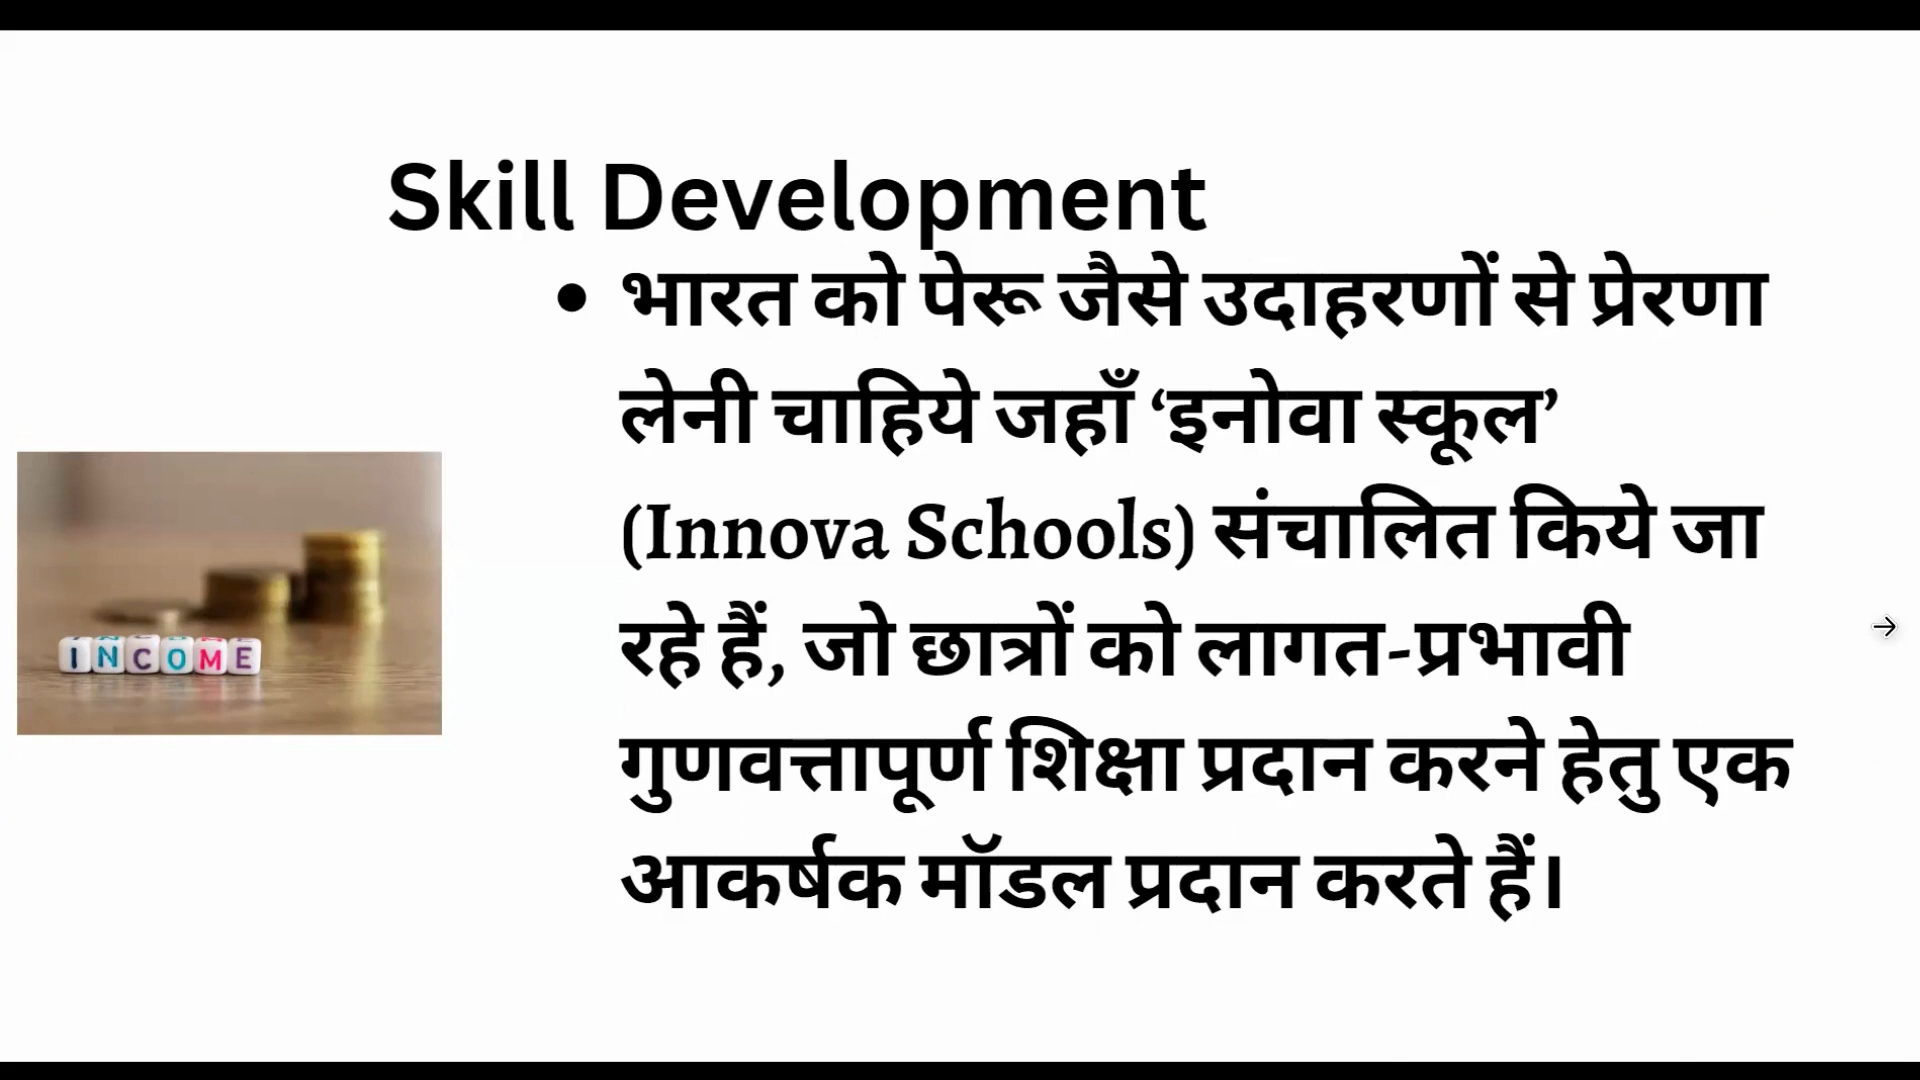 Skill Development
• भारत को पेरू जैसे उदाहरणों से प्रेरणा
लेनी चाहिये जहाँ ‘इनोवा स्कूल’
(Innova Schools) संचालित किये जा
रहे हैं, जो छात्रों को लागत-प्रभावी
गुणवत्तापूर्ण शिक्षा प्रदान करने हेतु एक
आकर्षक मॉडल प्रदान करते हैं।
INCOME